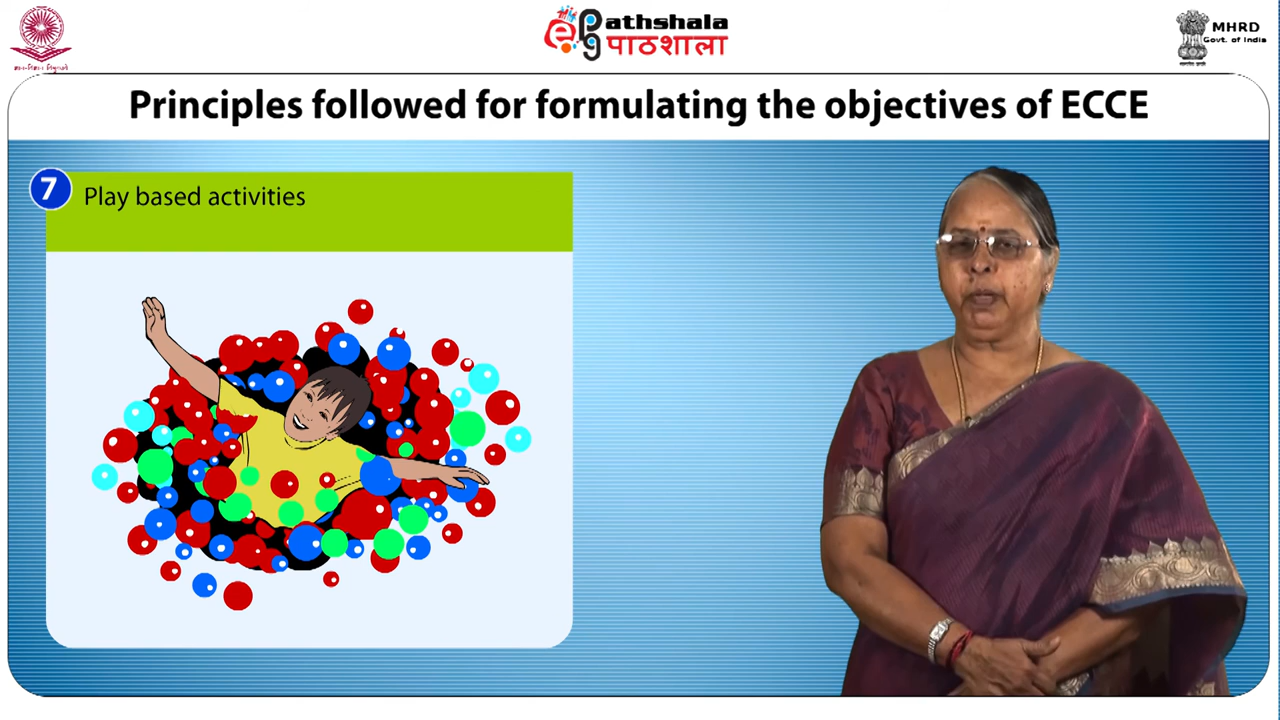 ePathshala
पाठशाला
MHRD
Govt. of India
Principles followed for formulating the objectives of ECCE
7
Play based activities